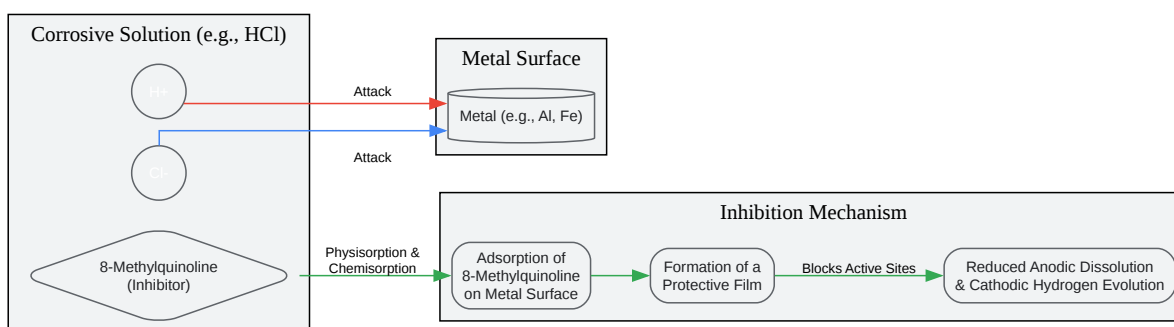 Corrosive Solution (e.g., HCl)
H+
Attack
Metal Surface
Metal (e.g., Al, Fe)
Cl-
Attack
8-Methylquinoline
(Inhibitor)
Physisorption &
Chemisorption
Inhibition Mechanism
Adsorption of
8-Methylquinoline
on Metal Surface
Formation of a
Protective Film
Blocks Active Sites
Reduced Anodic Dissolution
& Cathodic Hydrogen Evolution